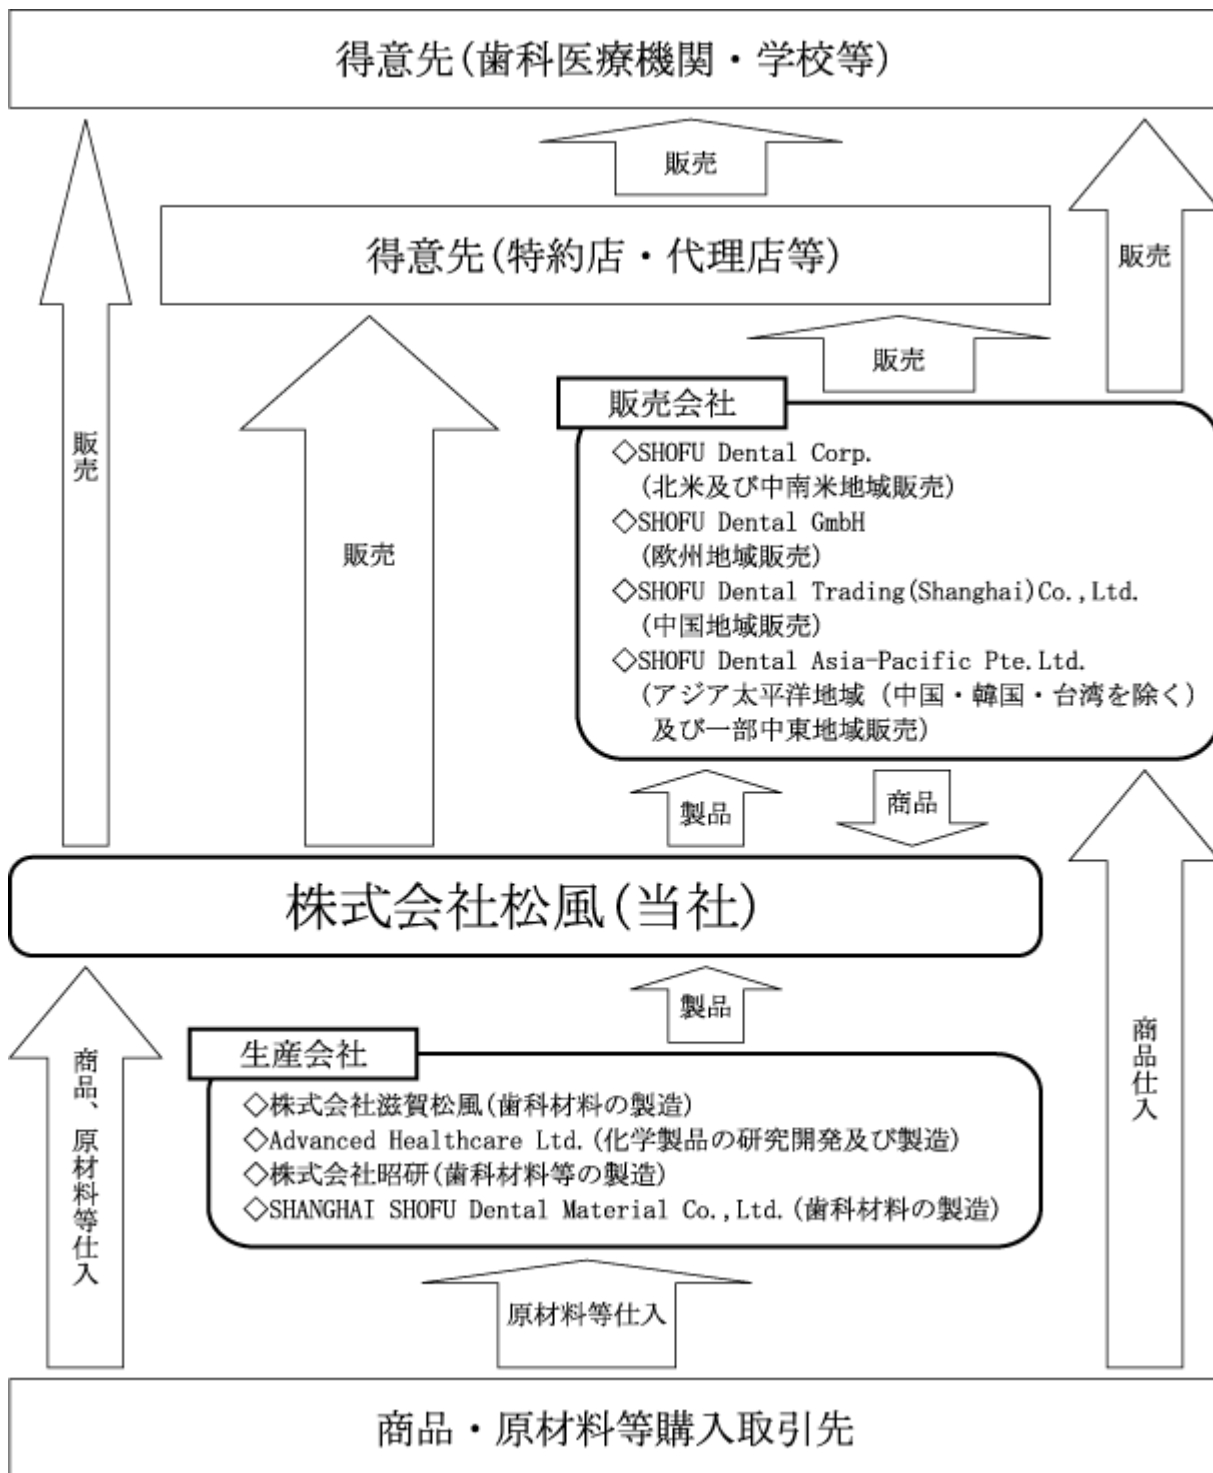 得意先(歯科医療機関・学校等)
販売
得意先(特約店・代理店等)
販売
販売
販売会社
◇SHOFU Dental Corp.
(北米及び中南米地域販売)
◇SHOFU Dental GmbH
(欧州地域販売)
◇SHOFU Dental Trading(Shanghai)Co.,Ltd.
(中国地域販売)
◇SHOFU Dental Asia-Pacific Pte.Ltd.
(アジア太平洋地域 (中国・韓国・台湾を除く)
及び一部中東地域販売)
販売
販売
製品
商品
株式会社松風(当社)
製品
生産会社
◇株式会社滋賀松風(歯科材料の製造)
◇Advanced Healthcare Ltd.(化学製品の研究開発及び製造)
◇株式会社昭研(歯科材料等の製造)
◇SHANGHAI SHOFU Dental Material Co.,Ltd.(歯科材料の製造)
商品、原材料等仕入
商品仕入
原材料等仕入
商品・原材料等購入取引先